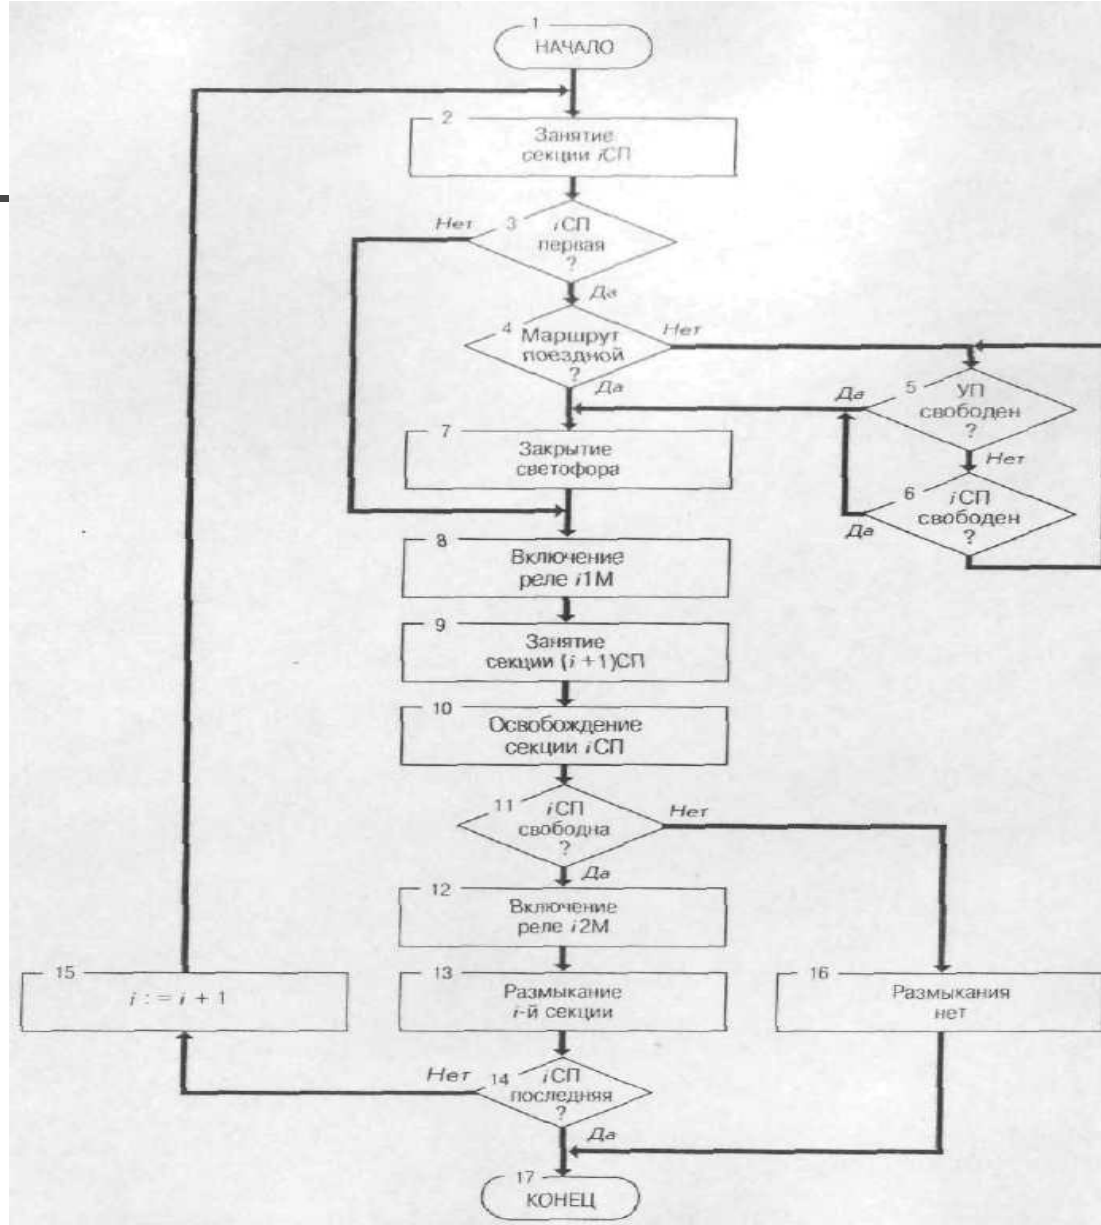 1
НАЧАЛО
2
Занятие
секции iСП
Нет
3
iСП
первая
?
Да
4
Маршрут
поездной
?
Нет
Да
5
УП
свободен
?
Да
Нет
6
iСП
свободен
?
Да
7
Закрытие
светофора
8
Включение
реле i1М
9
Занятие
секции (i+1)СП
10
Освобождение
секции iСП
11
iСП
свободна
?
Нет
Да
12
Включение
реле i2М
13
Размыкание
i-й секции
14
iСП
последняя
?
Нет
Да
15
i := i + 1
16
Размыкания
нет
17
КОНЕЦ